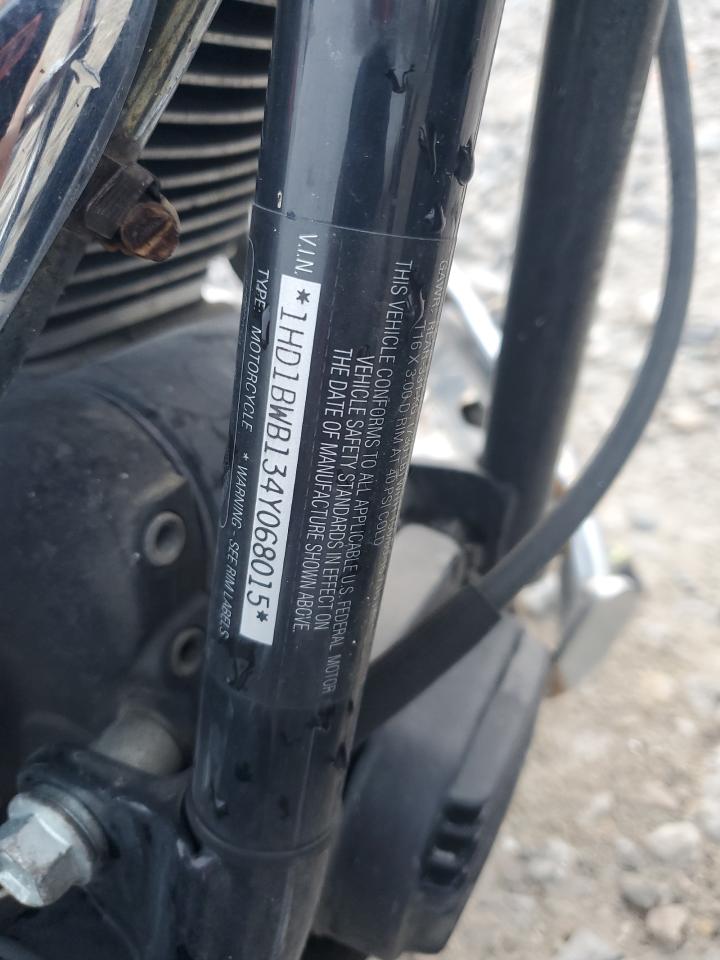 THIS VEHICLE CONFORMS TO ALL APPLICABLE U.S. FEDERAL MOTOR
VEHICLE SAFETY STANDARDS IN EFFECT ON
THE DATE OF MANUFACTURE SHOWN ABOVE.
V.I.N. *1HD1BWB134Y068015*
TYPE: MOTORCYCLE * WARNING - SEE RIM LABELS